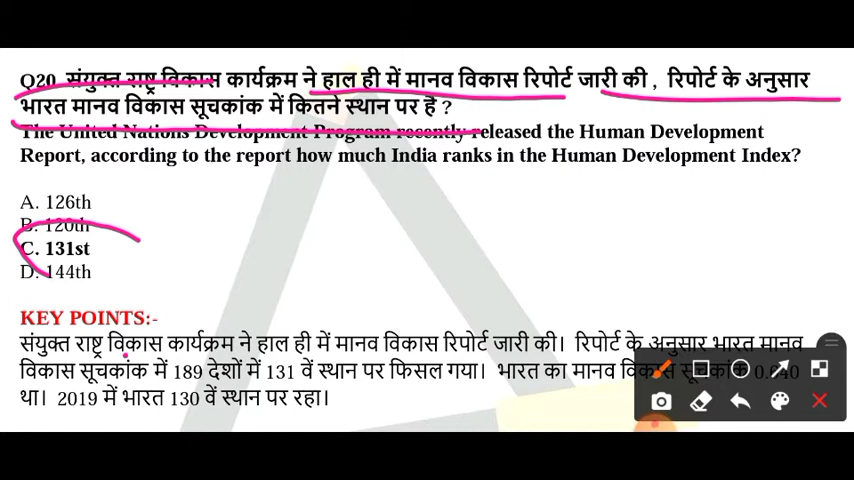 Q20. संयुक्त राष्ट्र विकास कार्यक्रम ने हाल ही में मानव विकास रिपोर्ट जारी की , रिपोर्ट के अनुसार
भारत मानव विकास सूचकांक में कितने स्थान पर है ?
The United Nations Development Program recently released the Human Development
Report, according to the report how much India ranks in the Human Development Index?
A. 126th
B. 120th
C. 131st
D. 144th
KEY POINTS:-
संयुक्त राष्ट्र विकास कार्यक्रम ने हाल ही में मानव विकास रिपोर्ट जारी की। रिपोर्ट के अनुसार भारत मानव
विकास सूचकांक में 189 देशों में 131 वें स्थान पर फिसल गया। भारत का मानव विकास सूचकांक 0.640
था। 2019 में भारत 130 वें स्थान पर रहा।